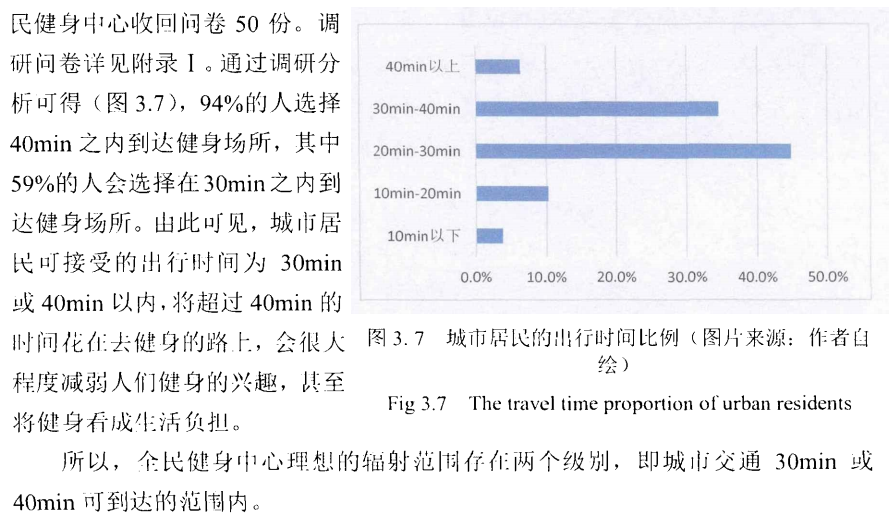 民健身中心收回问卷 50 份。调
研问卷详见附录 I 。通过调研分
析可得（图 3.7），94%的人选择
40min 之内到达健身场所，其中
59%的人会选择在30min之内到
达健身场所。由此可见，城市居
民可接受的出行时间为 30min
或 40min 以内，将超过 40min 的
时间花在去健身的路上，会很大
程度减弱人们健身的兴趣，甚至
将健身看成生活负担。
40min以上
30min-40min
20min-30min
10min-20min
10min以下
0.0% 10.0% 20.0% 30.0% 40.0% 50.0%
图 3. 7 城市居民的出行时间比例（图片来源：作者自
绘）
Fig 3.7 The travel time proportion of urban residents
所以，全民健身中心理想的辐射范围存在两个级别，即城市交通 30min 或
40min 可到达的范围内。